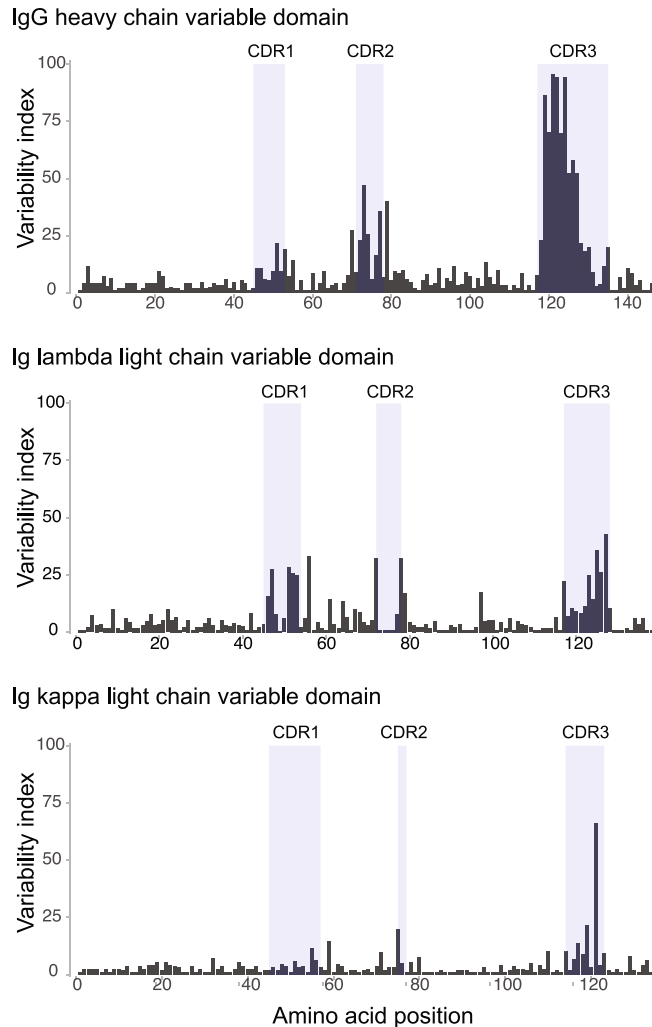 IgG heavy chain variable domain
CDR1 CDR2 CDR3
100
75
50
25
0
Variability index
0 20 40 60 80 100 120 140
Ig lambda light chain variable domain
CDR1 CDR2 CDR3
100
75
50
25
0
Variability index
0 20 40 60 80 100 120
Ig kappa light chain variable domain
CDR1 CDR2 CDR3
100
75
50
25
0
Variability index
0 20 40 60 80 100 120
Amino acid position